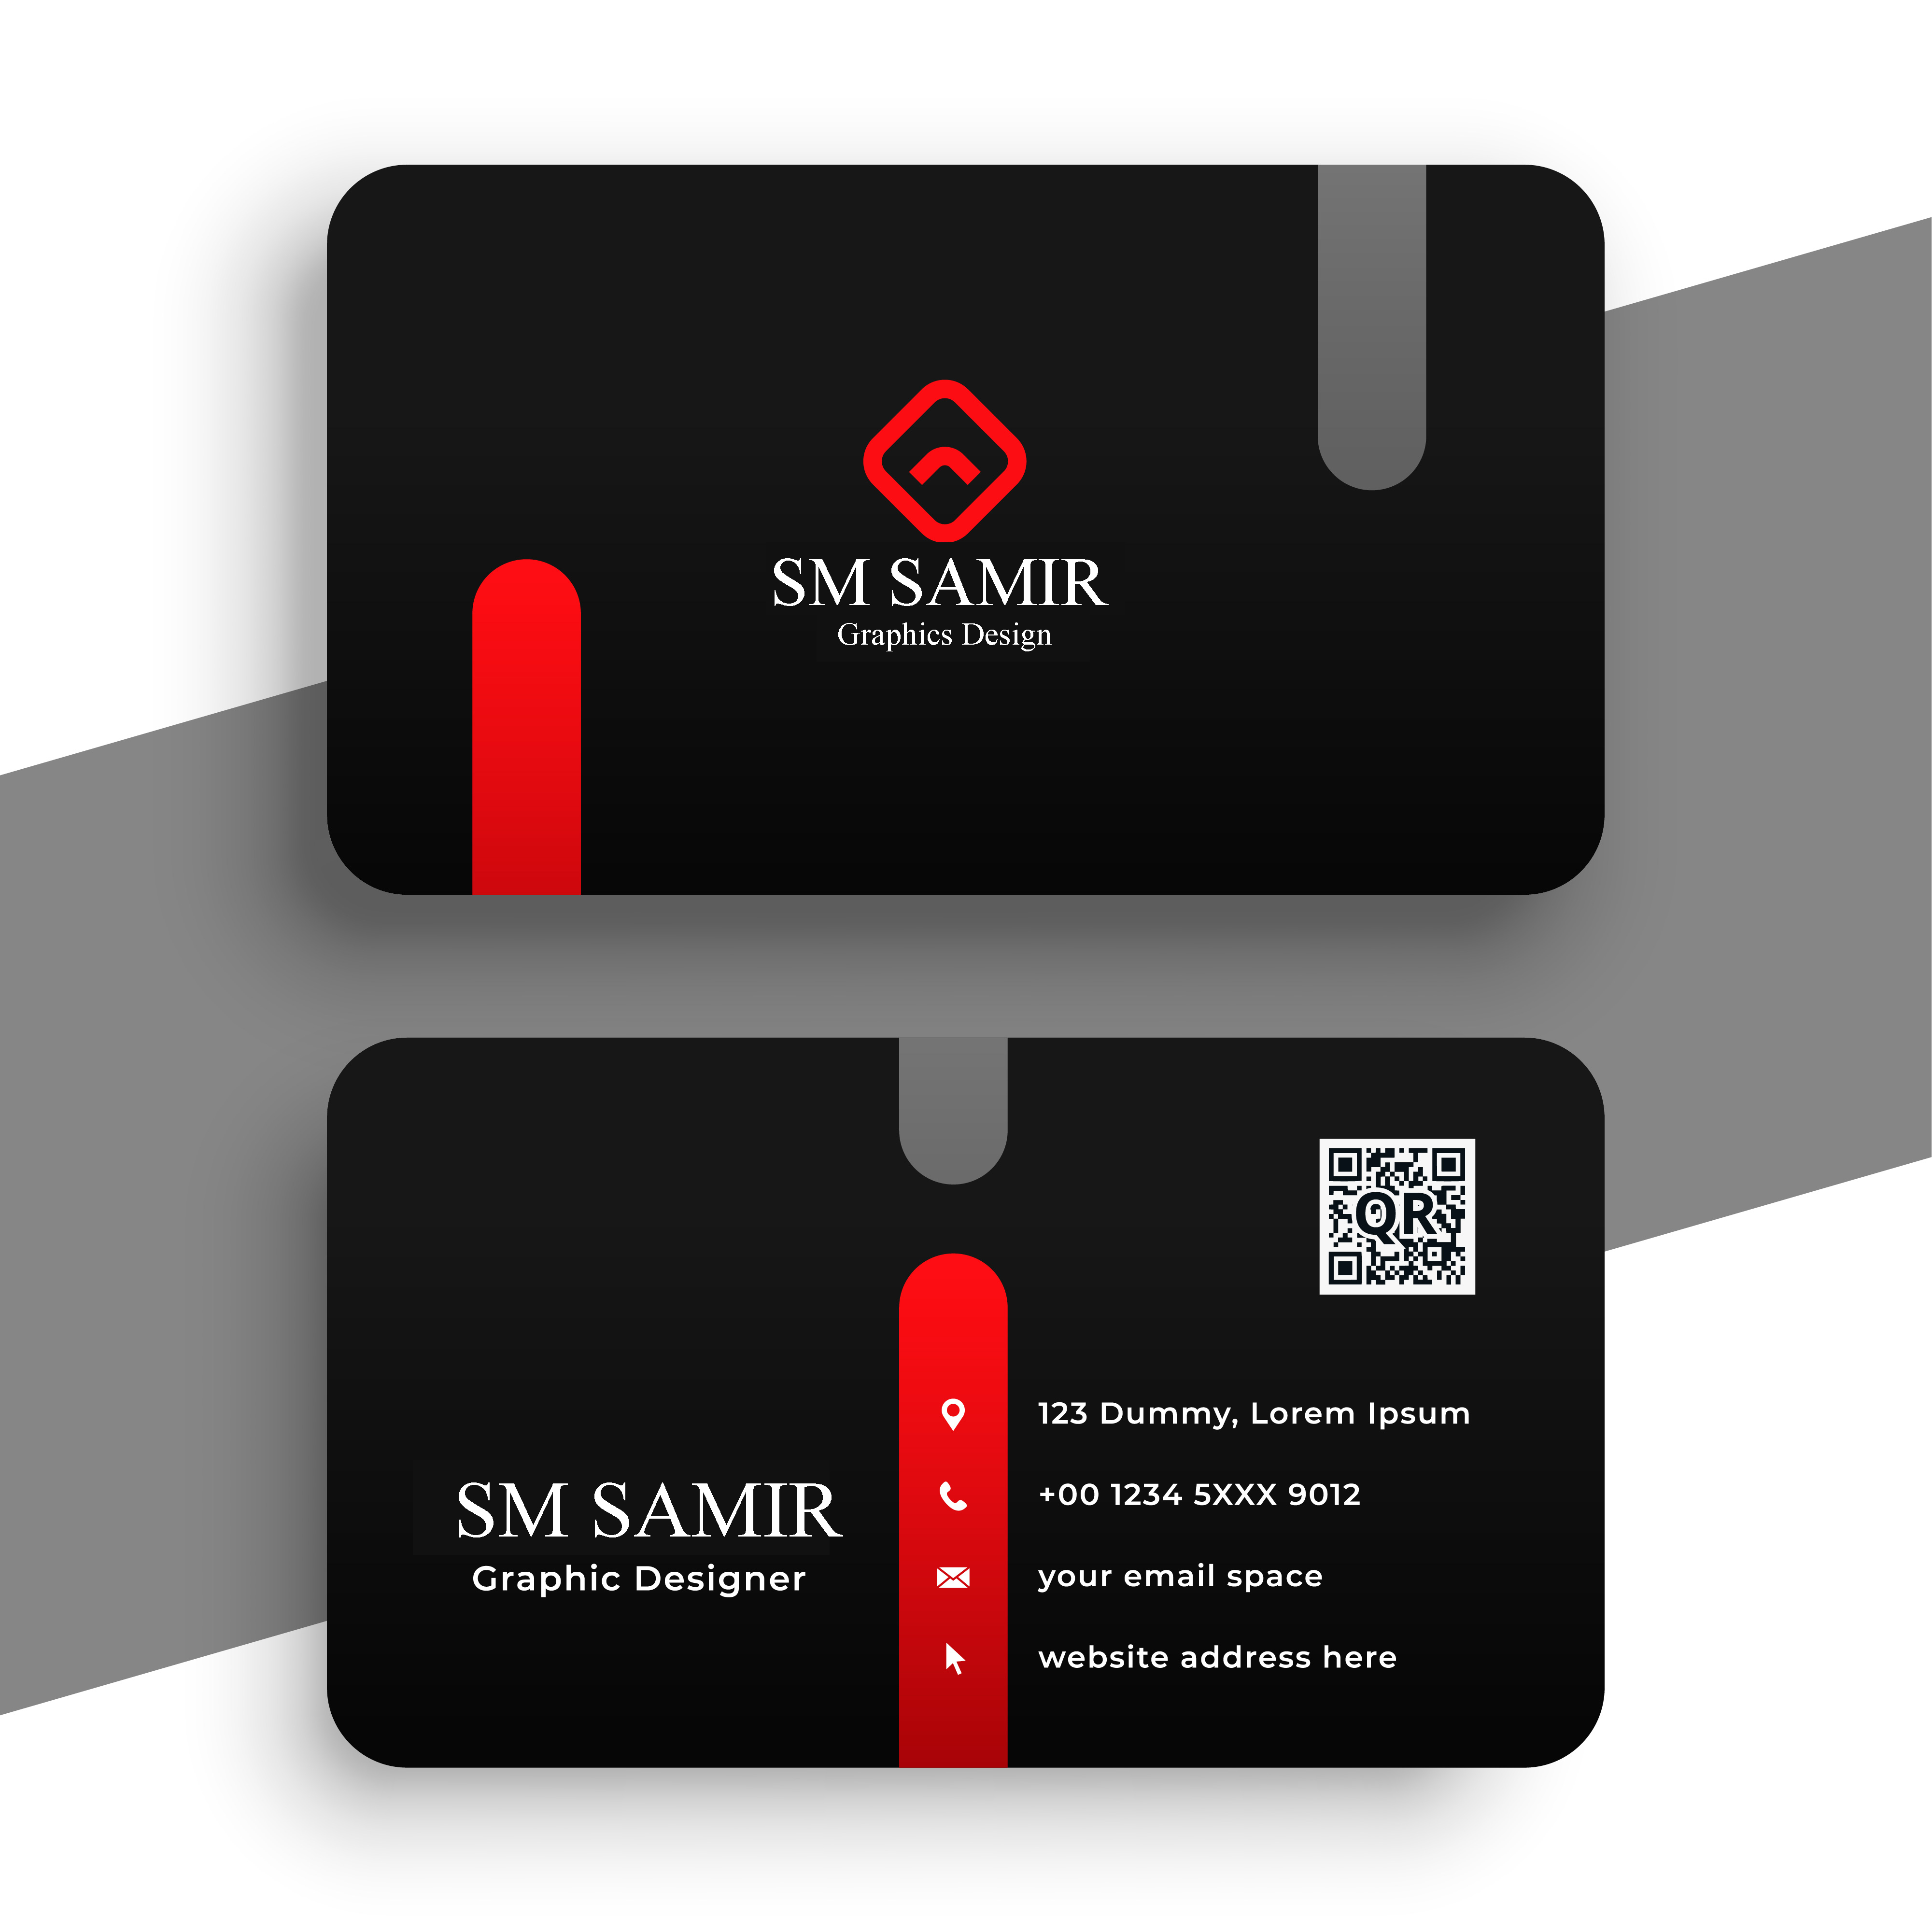 SM SAMIR
Graphics Design
QR
123 Dummy, Lorem Ipsum
+00 1234 5XXX 9012
SM SAMIR
Graphic Designer
your email space
website address here